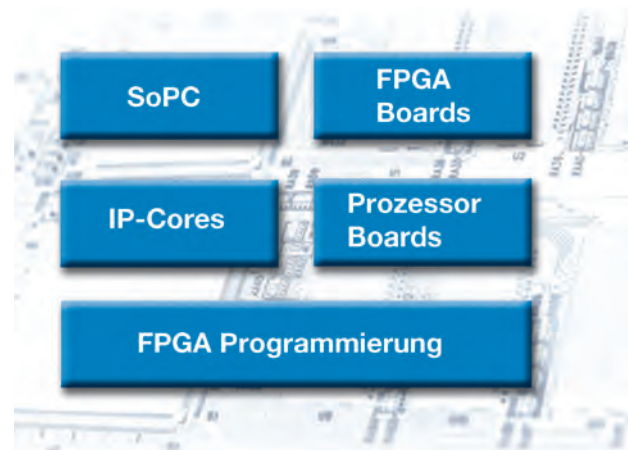 SoPC
FPGA
Boards
IP-Cores
Prozessor
Boards
FPGA Programmierung